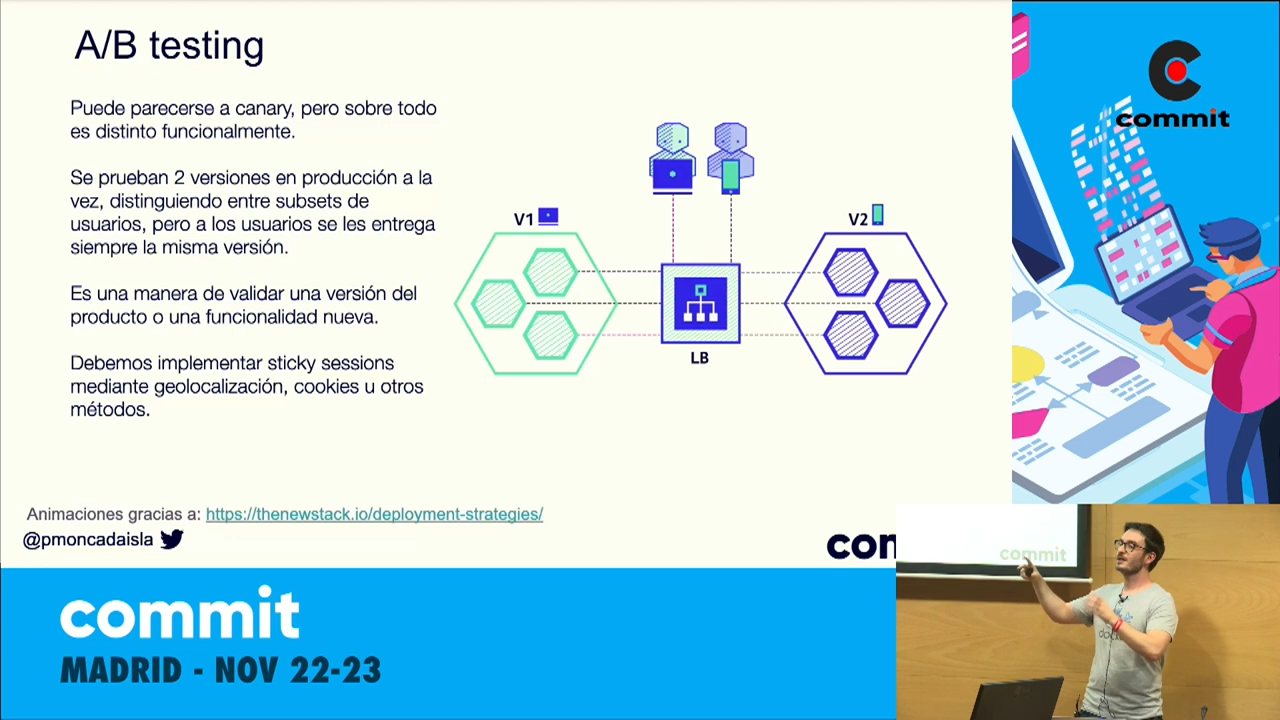 A/B testing
Puede parecerse a canary, pero sobre todo
es distinto funcionalmente.
Se prueban 2 versiones en producción a la
vez, distinguiendo entre subsets de
usuarios, pero a los usuarios se les entrega
siempre la misma versión.
Es una manera de validar una versión del
producto o una funcionalidad nueva.
Debemos implementar sticky sessions
mediante geolocalización, cookies u otros
métodos.
V1
V2
LB
Animaciones gracias a: https://thenewstack.io/deployment-strategies/
@pmoncadaisla
com
commit
commit
commit
MADRID - NOV 22-23